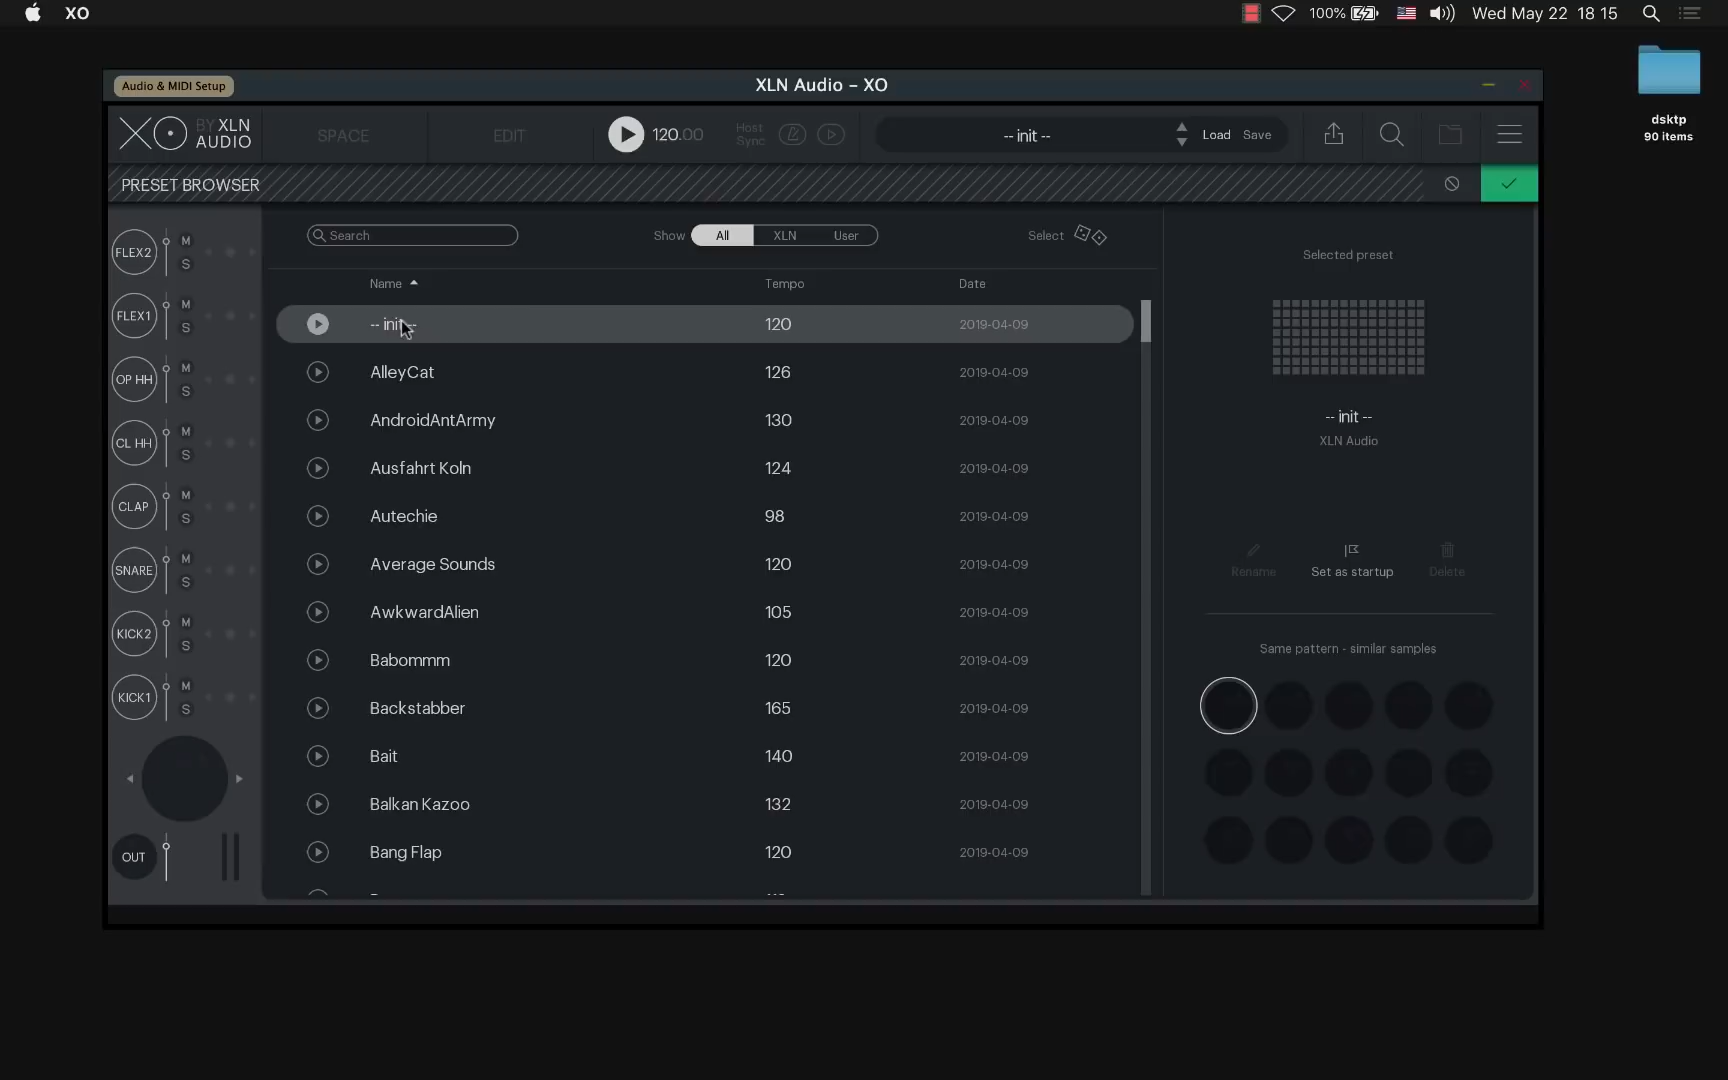 XO
100%
Wed May 22 18 15
dsktp
90 items
Audio & MIDI Setup
XLN Audio – XO
XO BY XLN AUDIO
SPACE
EDIT
120.00
Host Sync
-- init --
Load
Save
PRESET BROWSER
Search
Show
All
XLN
User
Select
Name
Tempo
Date
-- init --
120
2019-04-09
AlleyCat
126
2019-04-09
AndroidAntArmy
130
2019-04-09
Ausfahrt Koln
124
2019-04-09
Autechie
98
2019-04-09
Average Sounds
120
2019-04-09
AwkwardAlien
105
2019-04-09
Babommm
120
2019-04-09
Backstabber
165
2019-04-09
Bait
140
2019-04-09
Balkan Kazoo
132
2019-04-09
Bang Flap
120
2019-04-09
FLEX2
M
S
FLEX1
M
S
OP HH
M
S
CL HH
M
S
CLAP
M
S
SNARE
M
S
KICK2
M
S
KICK1
M
S
OUT
Selected preset
-- init --
XLN Audio
Rename
Set as startup
Delete
Same pattern - similar samples